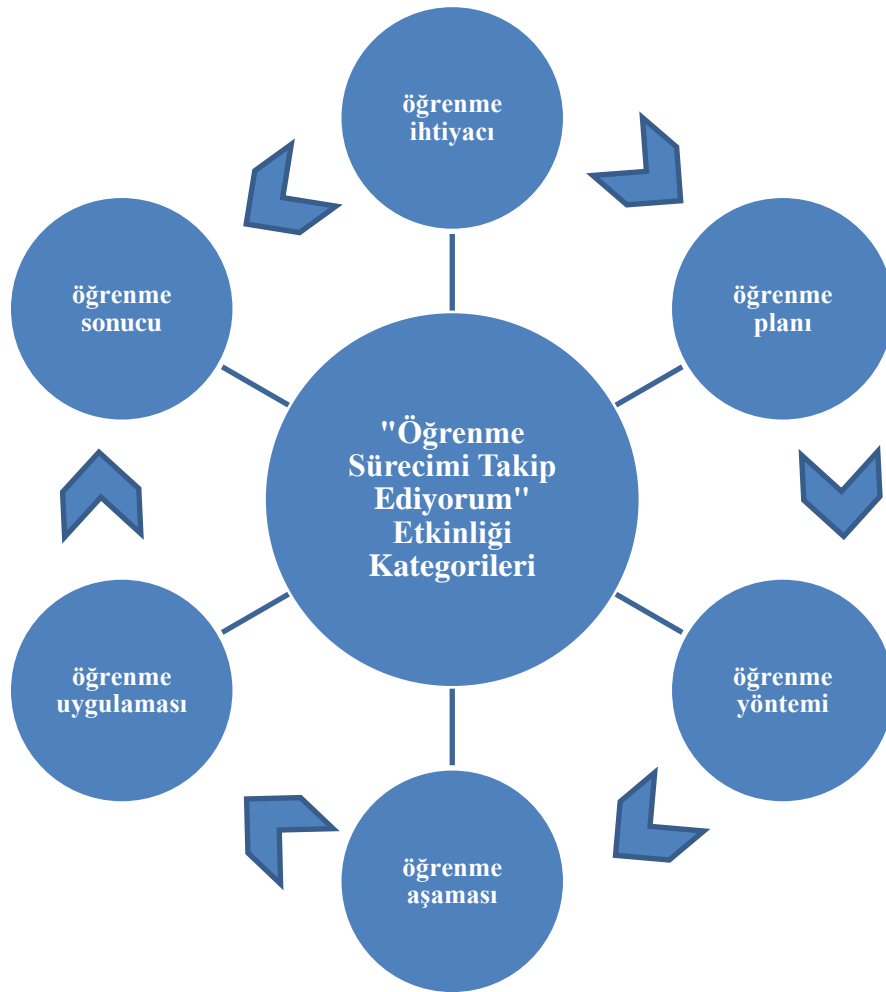 öğrenme
ihtiyacı
öğrenme
planı
öğrenme
yöntemi
öğrenme
aşaması
öğrenme
uygulaması
öğrenme
sonucu
"Öğrenme
Sürecimi Takip
Ediyorum"
Etkinliği
Kategorileri